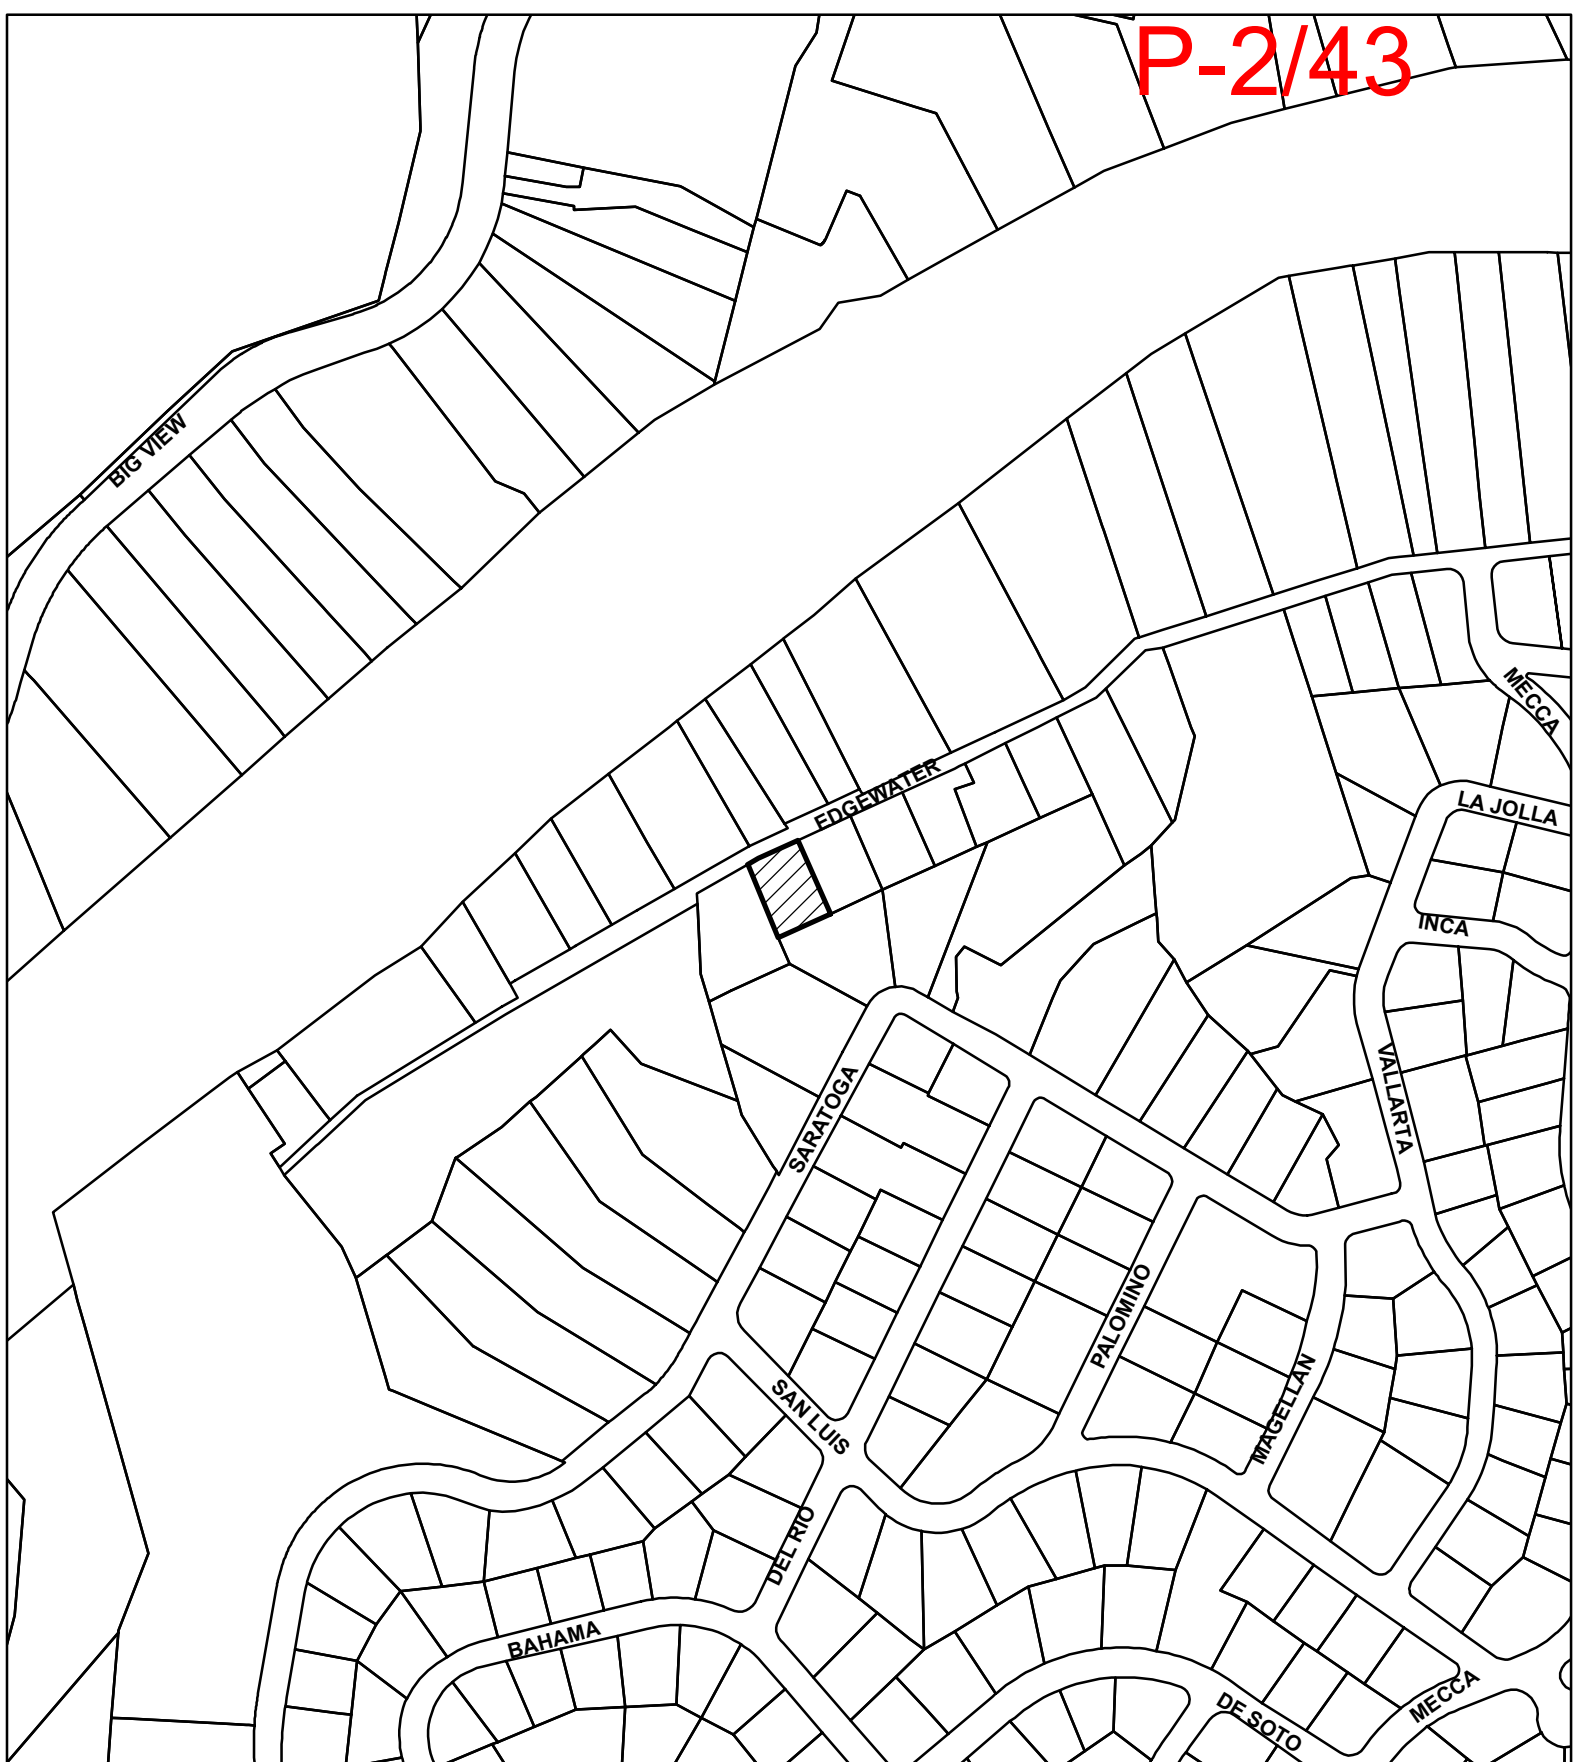 P-2/43
BIG VIEW
MECCA
EDGEWATER
LA JOLLA
INCA
VALLARTA
SARATOGA
PALOMINO
MAGELLAN
SAN LUIS
DEL RIO
BAHAMA
MECCA
DE SOTO